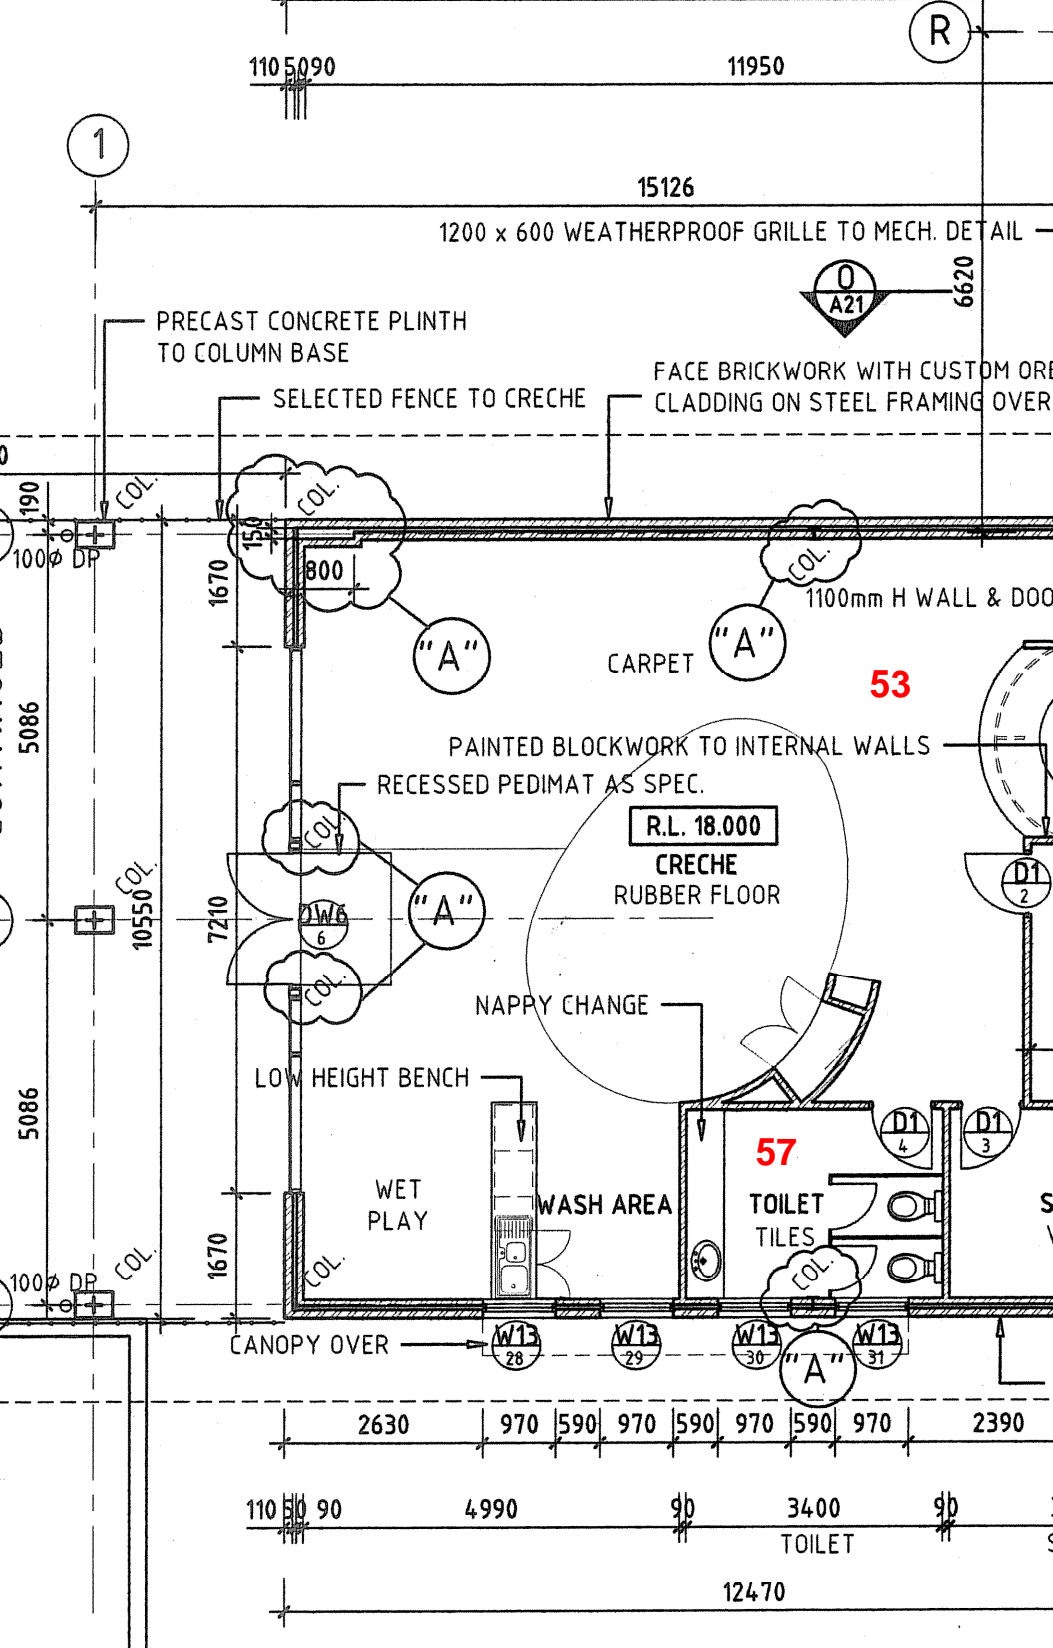 R
110 50 90
11950
1
15126
1200 x 600 WEATHERPROOF GRILLE TO MECH. DETAIL
O
A21
6620
PRECAST CONCRETE PLINTH
TO COLUMN BASE
FACE BRICKWORK WITH CUSTOM ORB
CLADDING ON STEEL FRAMING OVER
SELECTED FENCE TO CRECHE
0
190
COL.
COL.
150
COL.
100ϕ DP
800
1670
1100mm H WALL & DOO
"A"
"A"
CARPET
53
5086
PAINTED BLOCKWORK TO INTERNAL WALLS
RECESSED PEDIMAT AS SPEC.
R.L. 18.000
CRECHE
RUBBER FLOOR
COL.
COL.
D1
2
10550
7210
DW6
6
"A"
COL.
NAPPY CHANGE
LOW HEIGHT BENCH
5086
D1
4
D1
3
57
WET
PLAY
WASH AREA
TOILET
TILES
S
1670
COL.
COL.
COL.
100ϕ DP
CANOPY OVER
W13
28
W13
29
W13
30
W13
31
"A"
2630
970
590
970
590
970
590
970
2390
110 50 90
4990
90
3400
90
TOILET
S
12470